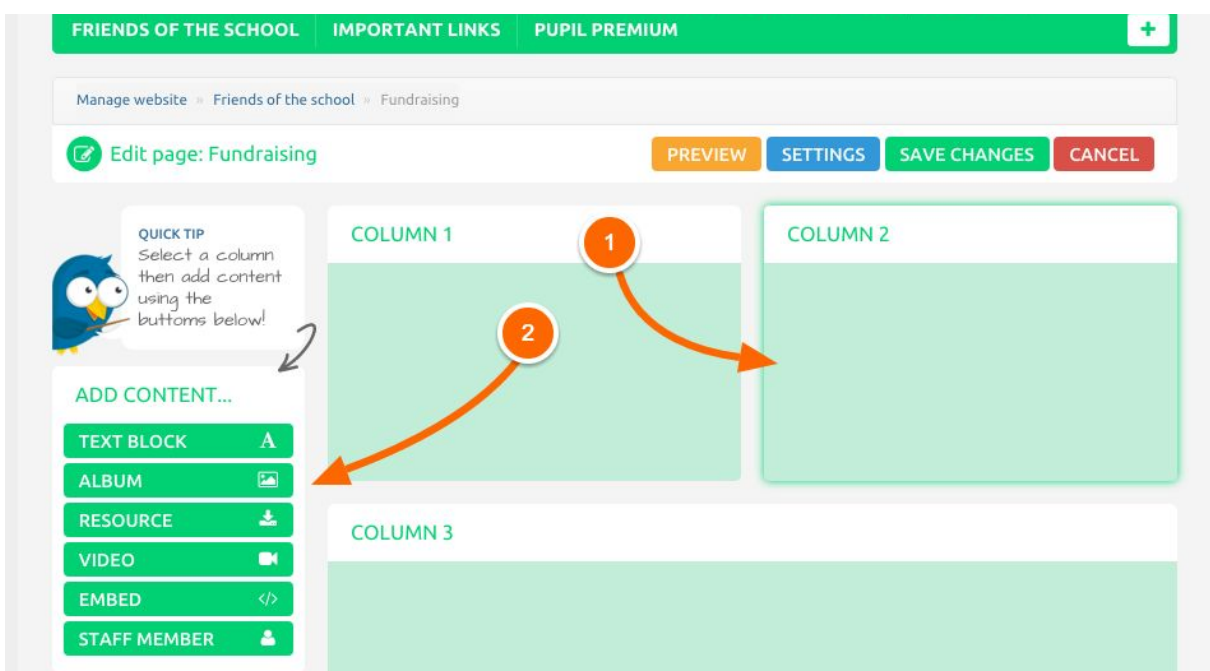 FRIENDS OF THE SCHOOL IMPORTANT LINKS PUPIL PREMIUM +
Manage website » Friends of the school » Fundraising
Edit page: Fundraising PREVIEW SETTINGS SAVE CHANGES CANCEL
QUICK TIP
Select a column
then add content
using the
buttoms below!
COLUMN 1
1
COLUMN 2
2
ADD CONTENT...
TEXT BLOCK A
ALBUM
RESOURCE
VIDEO
EMBED </>
STAFF MEMBER
COLUMN 3